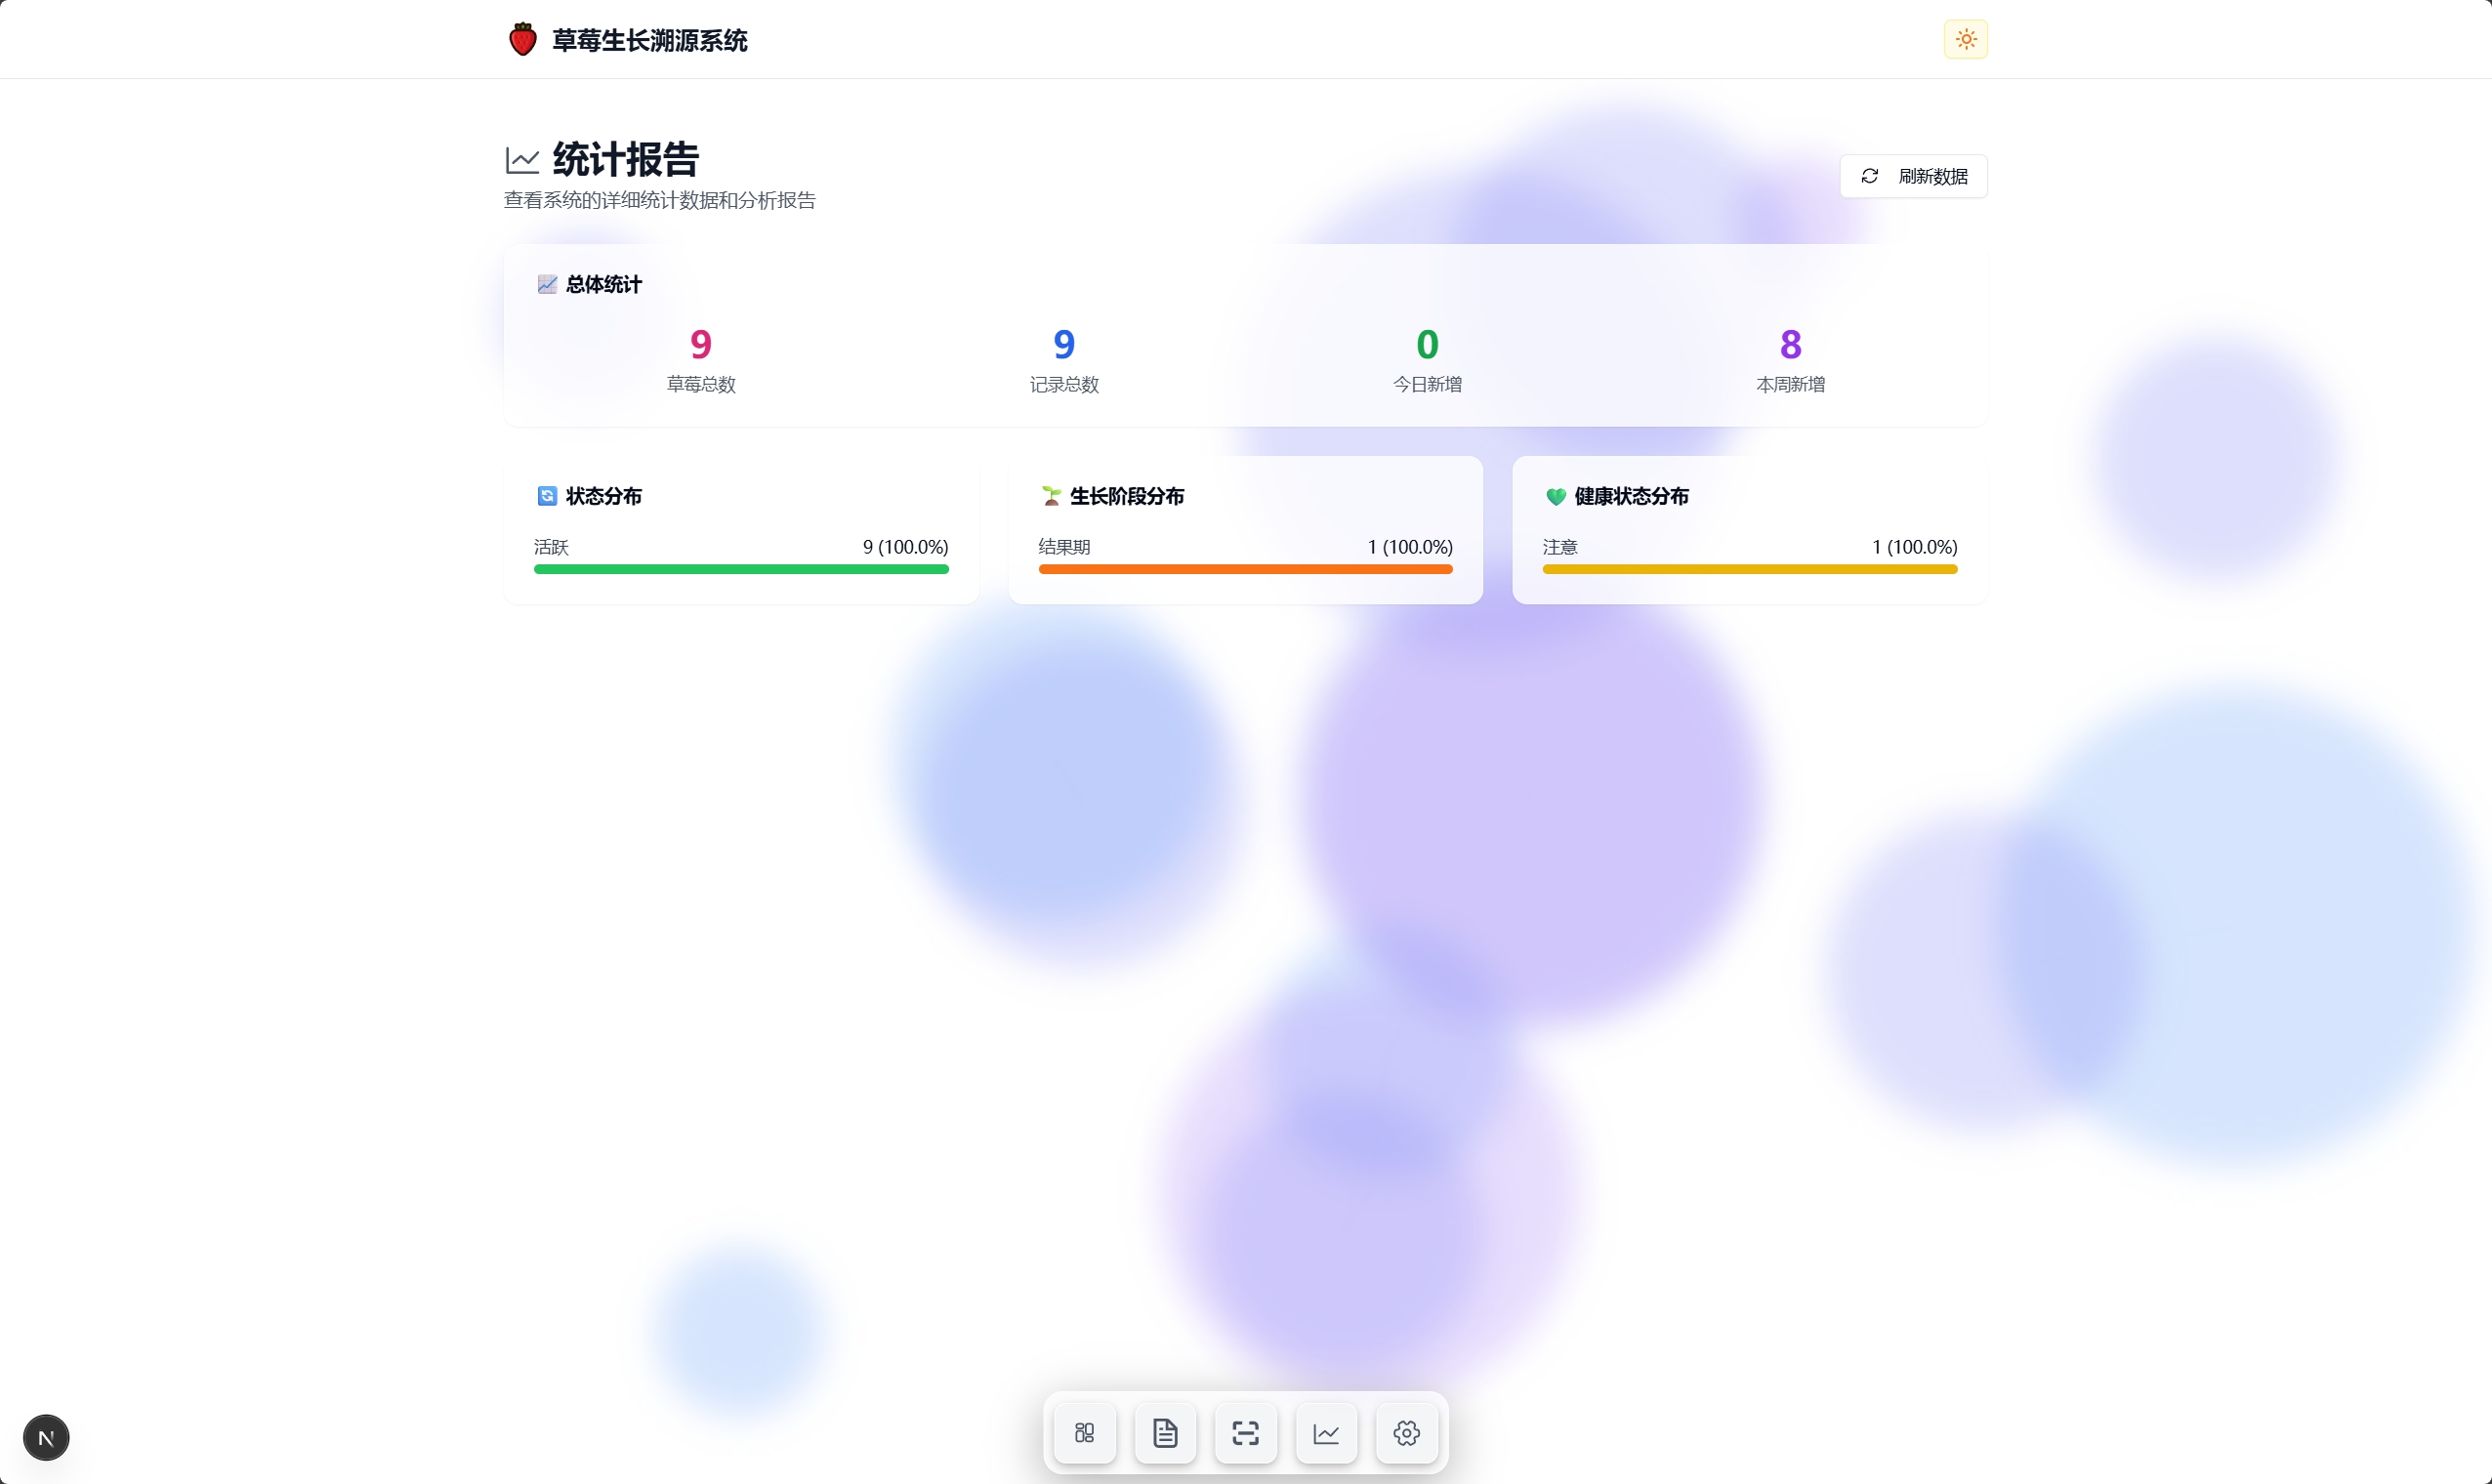 草莓生长溯源系统
统计报告
查看系统的详细统计数据和分析报告
刷新数据
总体统计
9
草莓总数
9
记录总数
0
今日新增
8
本周新增
状态分布
活跃 9 (100.0%)
生长阶段分布
结果期 1 (100.0%)
健康状态分布
注意 1 (100.0%)
N